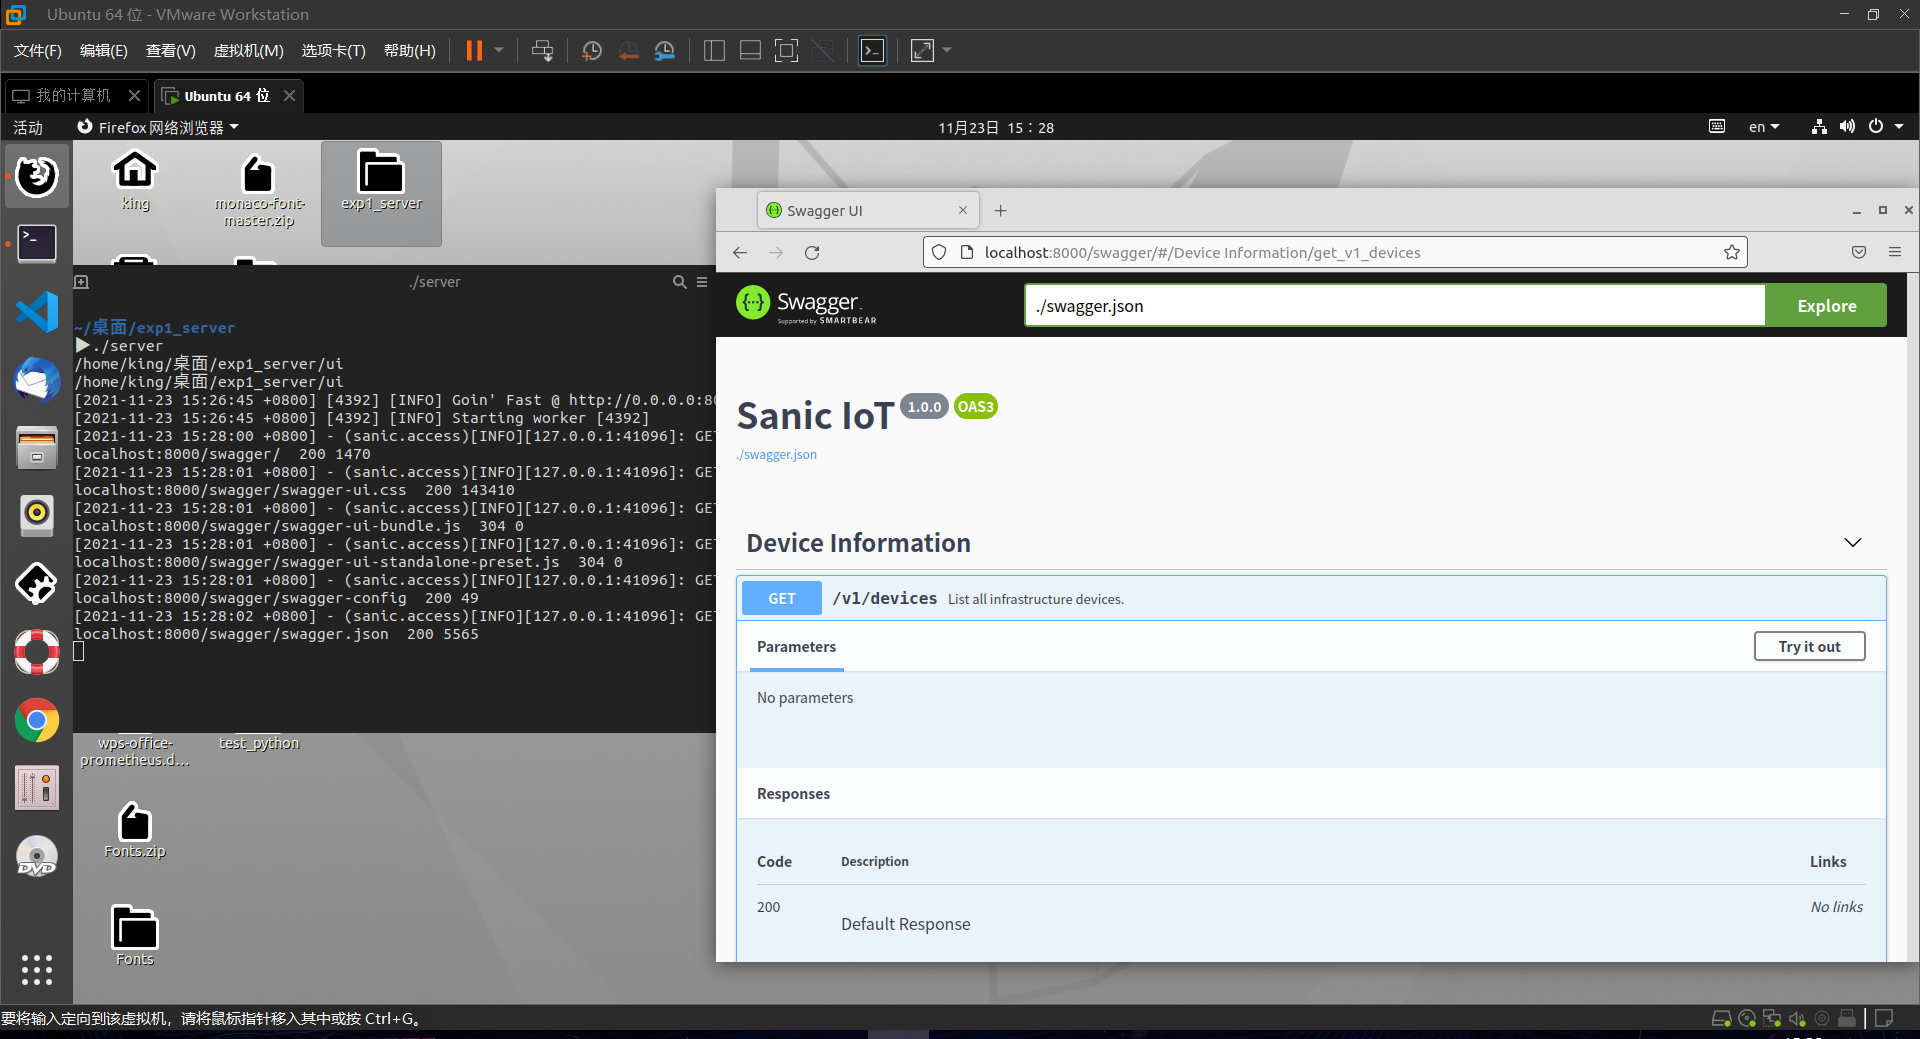 Ubuntu 64 位 - VMware Workstation
文件(F) 编辑(E) 查看(V) 虚拟机(M) 选项卡(T) 帮助(H)
我的计算机
Ubuntu 64 位
活动
Firefox 网络浏览器
11月23日 15：28
en
king
monaco-font-
master.zip
exp1_server
./server
~/桌面/exp1_server
▶./server
/home/king/桌面/exp1_server/ui
/home/king/桌面/exp1_server/ui
[2021-11-23 15:26:45 +0800] [4392] [INFO] Goin' Fast @ http://0.0.0.0:80
[2021-11-23 15:26:45 +0800] [4392] [INFO] Starting worker [4392]
[2021-11-23 15:28:00 +0800] - (sanic.access)[INFO][127.0.0.1:41096]: GET
localhost:8000/swagger/  200 1470
[2021-11-23 15:28:01 +0800] - (sanic.access)[INFO][127.0.0.1:41096]: GET
localhost:8000/swagger/swagger-ui.css  200 143410
[2021-11-23 15:28:01 +0800] - (sanic.access)[INFO][127.0.0.1:41096]: GET
localhost:8000/swagger/swagger-ui-bundle.js  304 0
[2021-11-23 15:28:01 +0800] - (sanic.access)[INFO][127.0.0.1:41096]: GET
localhost:8000/swagger/swagger-ui-standalone-preset.js  304 0
[2021-11-23 15:28:01 +0800] - (sanic.access)[INFO][127.0.0.1:41096]: GET
localhost:8000/swagger/swagger-config  200 49
[2021-11-23 15:28:02 +0800] - (sanic.access)[INFO][127.0.0.1:41096]: GET
localhost:8000/swagger/swagger.json  200 5565
wps-office-
prometheus.d...
test_python
Fonts.zip
Fonts
DVD
Swagger UI
localhost:8000/swagger/#/Device Information/get_v1_devices
Swagger.
Supported by SMARTBEAR
./swagger.json
Explore
Sanic IoT 1.0.0 OAS3
./swagger.json
Device Information
GET /v1/devices List all infrastructure devices.
Parameters
Try it out
No parameters
Responses
Code Description Links
200
Default Response
No links
要将输入定向到该虚拟机，请将鼠标指针移入其中或按 Ctrl+G。